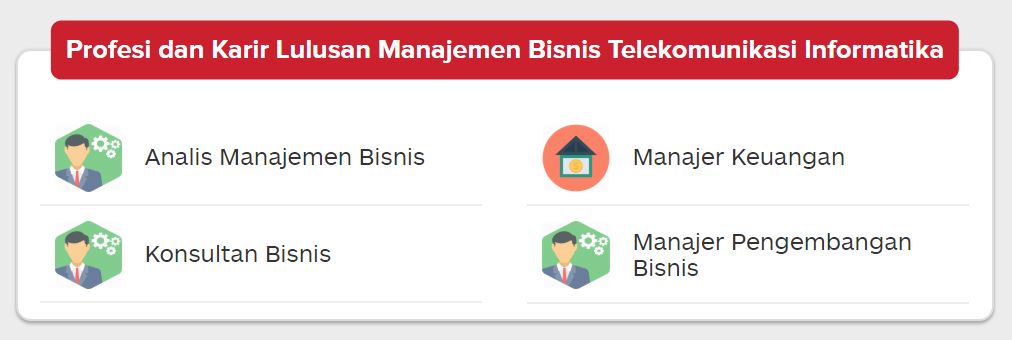 Profesi dan Karir Lulusan Manajemen Bisnis Telekomunikasi Informatika
Analis Manajemen Bisnis
Manajer Keuangan
Konsultan Bisnis
Manajer Pengembangan
Bisnis